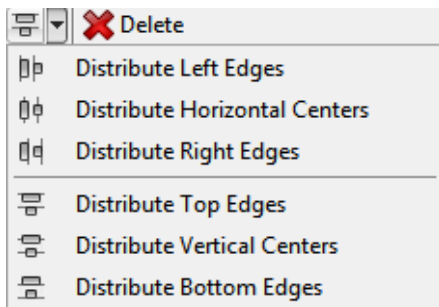 Delete
Distribute Left Edges
Distribute Horizontal Centers
Distribute Right Edges
Distribute Top Edges
Distribute Vertical Centers
Distribute Bottom Edges